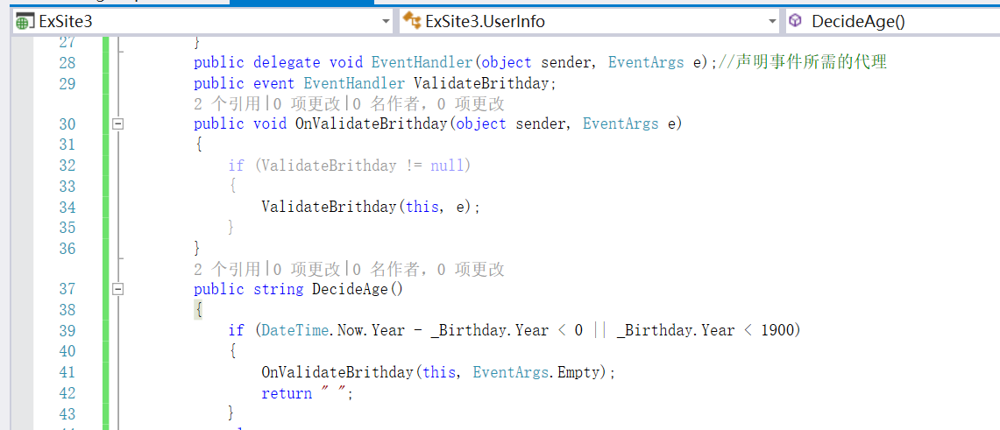 ExSite3 ExSite3.UserInfo DecideAge()
27 }
28 public delegate void EventHandler(object sender, EventArgs e);//声明事件所需的代理
29 public event EventHandler ValidateBrithday;
2 个引用|0 项更改|0 名作者，0 项更改
30 public void OnValidateBrithday(object sender, EventArgs e)
31 {
32 if (ValidateBrithday != null)
33 {
34 ValidateBrithday(this, e);
35 }
36 }
2 个引用|0 项更改|0 名作者，0 项更改
37 public string DecideAge()
38 {
39 if (DateTime.Now.Year - _Birthday.Year < 0 || _Birthday.Year < 1900)
40 {
41 OnValidateBrithday(this, EventArgs.Empty);
42 return " ";
43 }